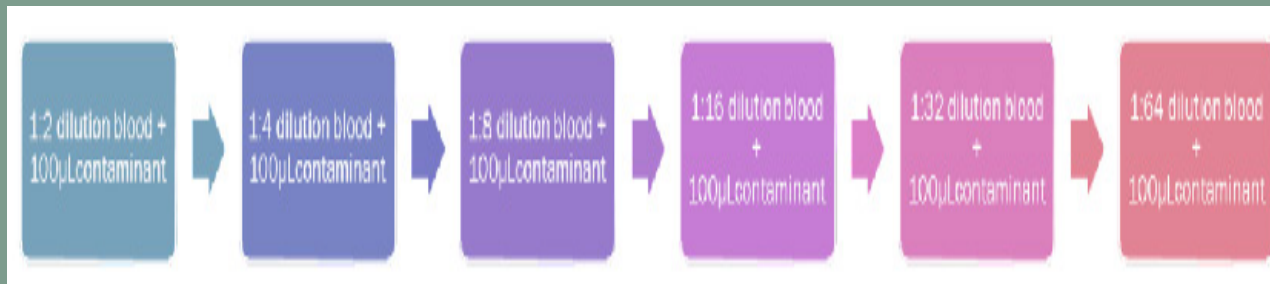 1:2 dilution blood +
100µLcontaminant
1:4 dilution blood +
100µLcontaminant
1:8 dilution blood +
100µLcontaminant
1:16 dilution blood
+
100µLcontaminant
1:32 dilution blood
+
100µLcontaminant
1:64 dilution blood
+
100µLcontaminant